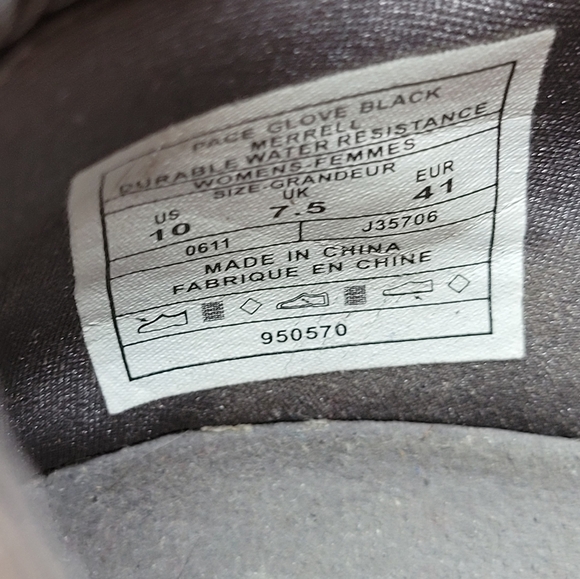 PACE GLOVE BLACK
MERRELL
DURABLE WATER RESISTANCE
WOMENS-FEMMES
SIZE-GRANDEUR
US UK EUR
10 7.5 41
0611 J35706
MADE IN CHINA
FABRIQUE EN CHINE
950570